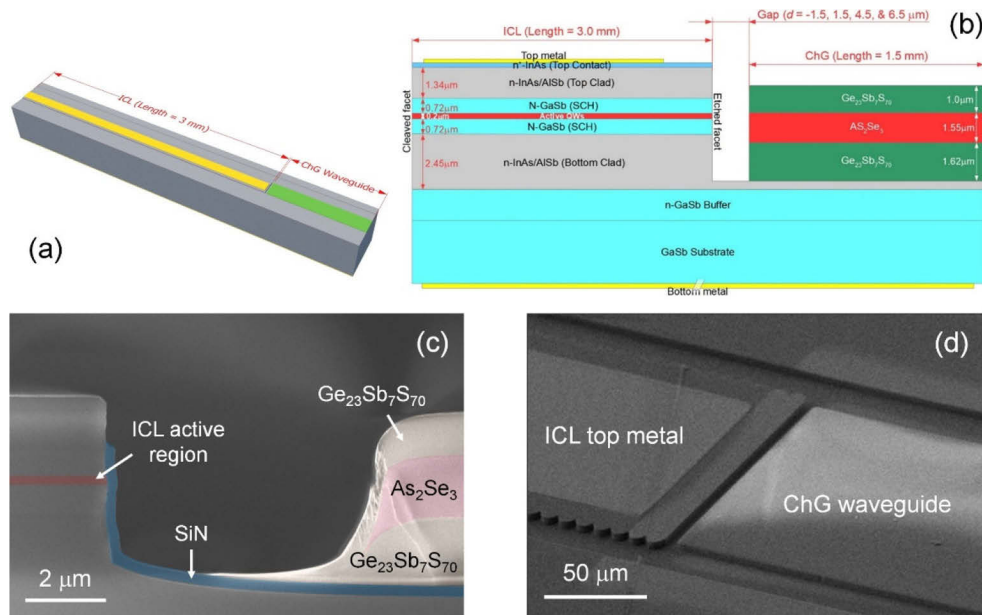 (a)
ICL (Length = 3 mm)
ChG Waveguide
(b)
ICL (Length = 3.0 mm)
Gap (d = -1.5, 1.5, 4.5, & 6.5 μm)
ChG (Length = 1.5 mm)
Top metal
n⁺-InAs (Top Contact)
n-InAs/AlSb (Top Clad)
1.34μm
N-GaSb (SCH)
0.72μm
Active QWs
0.2μm
N-GaSb (SCH)
0.72μm
n-InAs/AlSb (Bottom Clad)
2.45μm
Cleaved facet
Etched facet
Ge₂₃Sb₇S₇₀
1.0μm
AS₂Se₃
1.55μm
Ge₂₃Sb₇S₇₀
1.62μm
n-GaSb Buffer
GaSb Substrate
Bottom metal
(c)
Ge₂₃Sb₇S₇₀
ICL active
region
As₂Se₃
SiN
Ge₂₃Sb₇S₇₀
2 μm
(d)
ICL top metal
ChG waveguide
50 μm